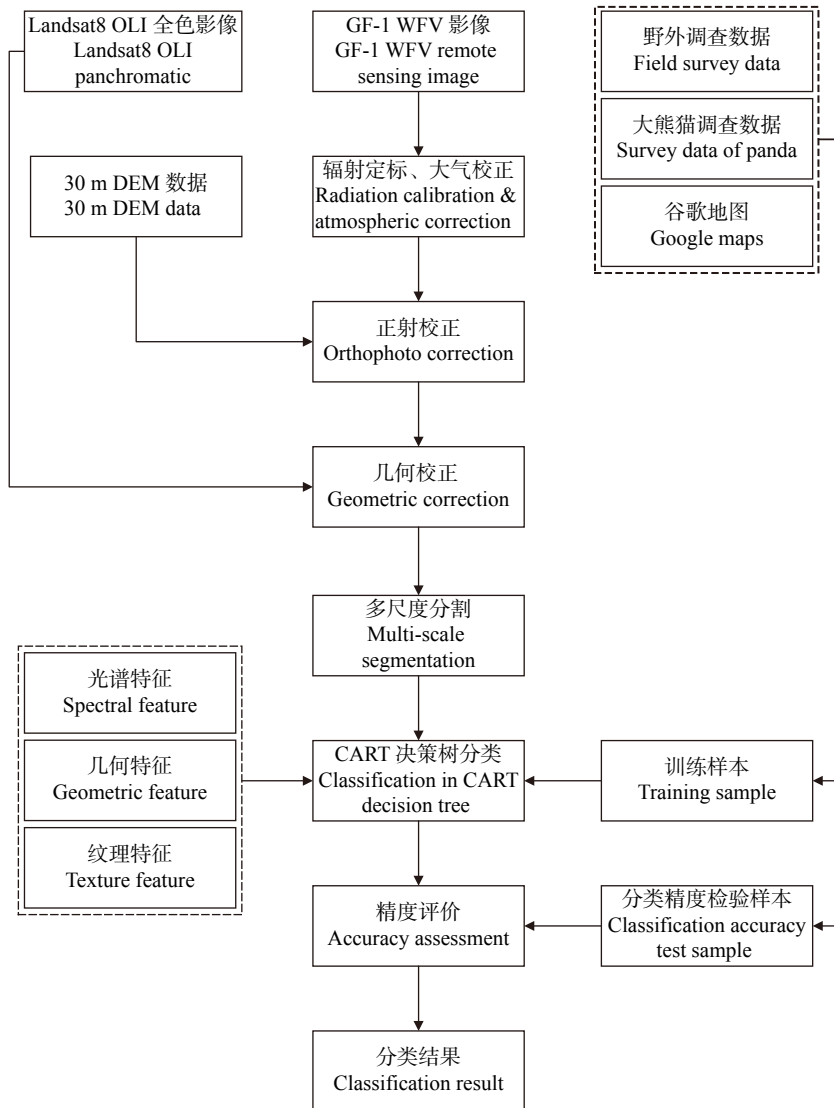 Landsat8 OLI 全色影像
Landsat8 OLI
panchromatic
GF-1 WFV 影像
GF-1 WFV remote
sensing image
野外调查数据
Field survey data
大熊猫调查数据
Survey data of panda
谷歌地图
Google maps
30 m DEM 数据
30 m DEM data
辐射定标、大气校正
Radiation calibration &
atmospheric correction
正射校正
Orthophoto correction
几何校正
Geometric correction
多尺度分割
Multi-scale
segmentation
光谱特征
Spectral feature
几何特征
Geometric feature
纹理特征
Texture feature
CART 决策树分类
Classification in CART
decision tree
训练样本
Training sample
精度评价
Accuracy assessment
分类精度检验样本
Classification accuracy
test sample
分类结果
Classification result